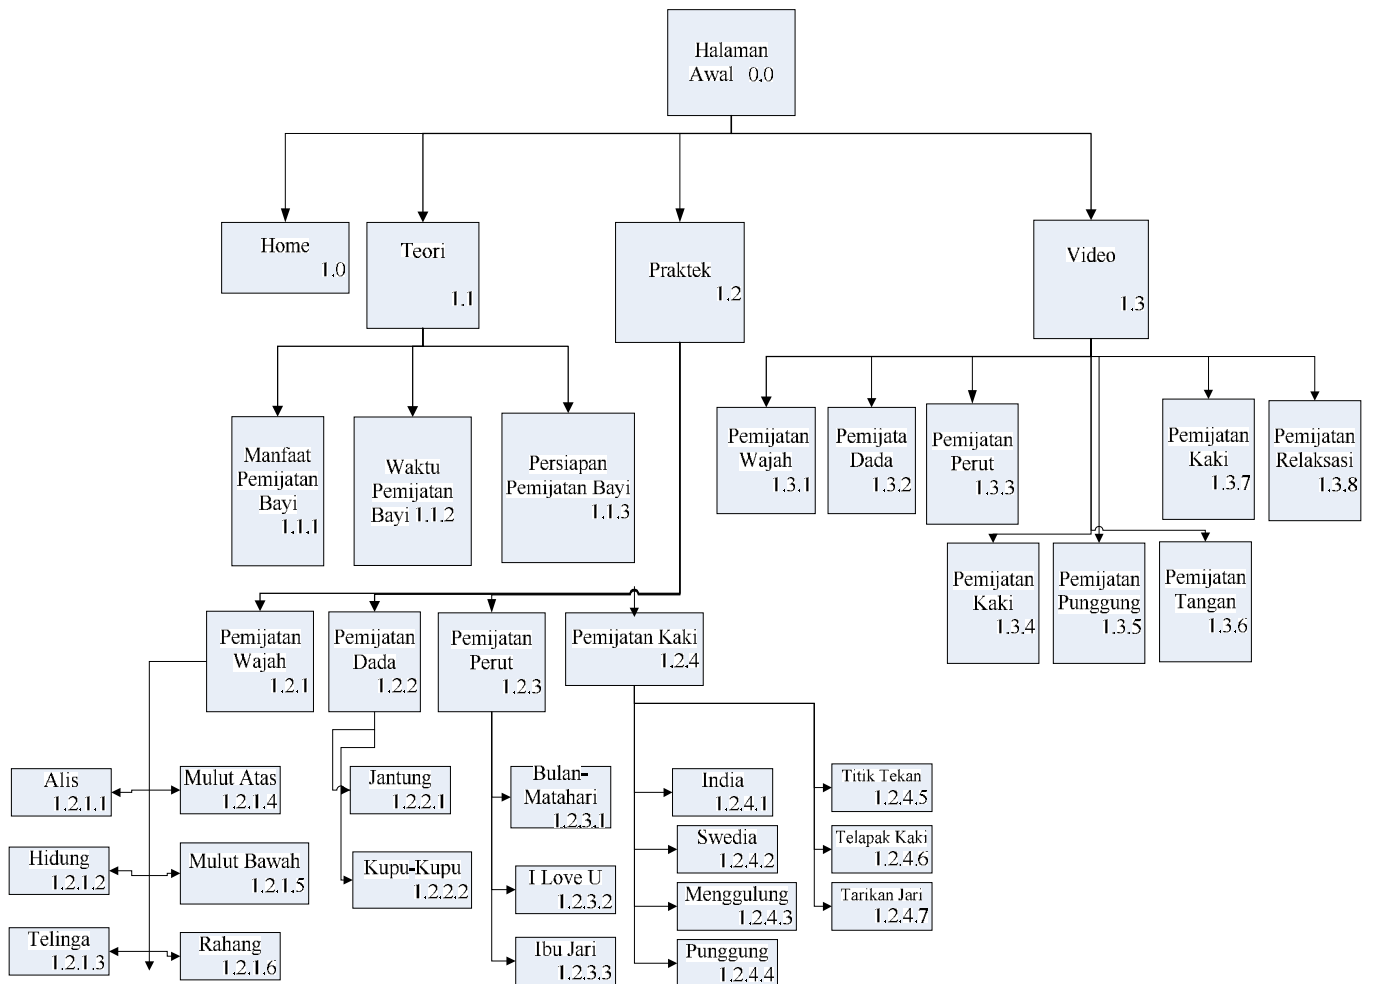 Halaman
Awal 0.0
Home
1.0
Teori
1.1
Praktek
1.2
Video
1.3
Manfaat
Pemijatan
Bayi
1.1.1
Waktu
Pemijatan
Bayi 1.1.2
Persiapan
Pemijatan Bayi
1.1.3
Pemijatan
Wajah
1.3.1
Pemijata
Dada
1.3.2
Pemijatan
Perut
1.3.3
Pemijatan
Kaki
1.3.7
Pemijatan
Relaksasi
1.3.8
Pemijatan
Kaki
1.3.4
Pemijatan
Punggung
1.3.5
Pemijatan
Tangan
1.3.6
Pemijatan
Wajah
1.2.1
Pemijatan
Dada
1.2.2
Pemijatan
Perut
1.2.3
Pemijatan Kaki
1.2.4
Alis
1.2.1.1
Mulut Atas
1.2.1.4
Hidung
1.2.1.2
Mulut Bawah
1.2.1.5
Telinga
1.2.1.3
Rahang
1.2.1.6
Jantung
1.2.2.1
Kupu-Kupu
1.2.2.2
Bulan-
Matahari
1.2.3.1
I Love U
1.2.3.2
Ibu Jari
1.2.3.3
India
1.2.4.1
Swedia
1.2.4.2
Menggulung
1.2.4.3
Punggung
1.2.4.4
Titik Tekan
1.2.4.5
Telapak Kaki
1.2.4.6
Tarikan Jari
1.2.4.7